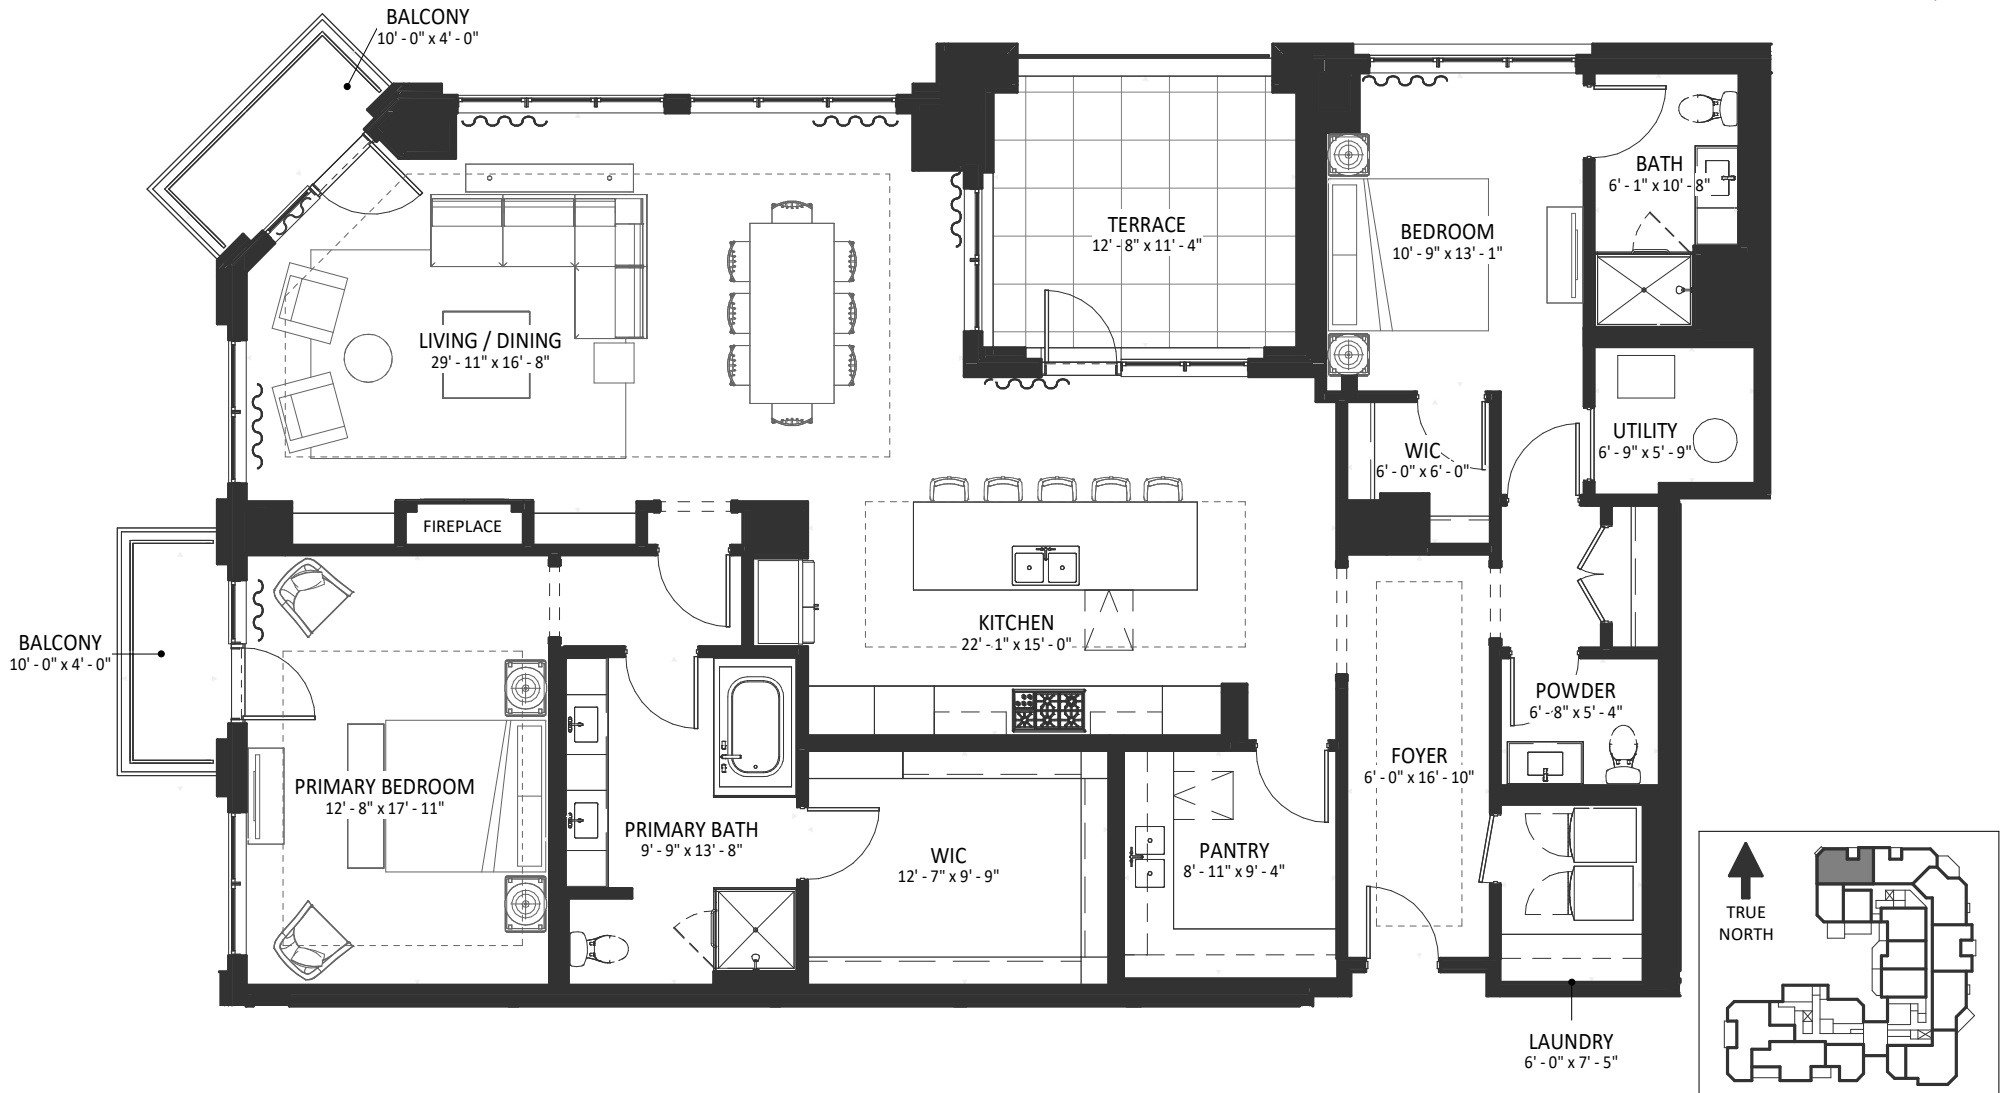 BALCONY
10' - 0" x 4' - 0"
TERRACE
12' - 8" x 11' - 4"
BATH
6' - 1" x 10' - 8"
BEDROOM
10' - 9" x 13' - 1"
LIVING / DINING
29' - 11" x 16' - 8"
WIC
6' - 0" x 6' - 0"
UTILITY
6' - 9" x 5' - 9"
FIREPLACE
KITCHEN
22' - 1" x 15' - 0"
BALCONY
10' - 0" x 4' - 0"
POWDER
6' - 8" x 5' - 4"
FOYER
6' - 0" x 16' - 10"
PRIMARY BEDROOM
12' - 8" x 17' - 11"
PRIMARY BATH
9' - 9" x 13' - 8"
WIC
12' - 7" x 9' - 9"
PANTRY
8' - 11" x 9' - 4"
TRUE
NORTH
LAUNDRY
6' - 0" x 7' - 5"